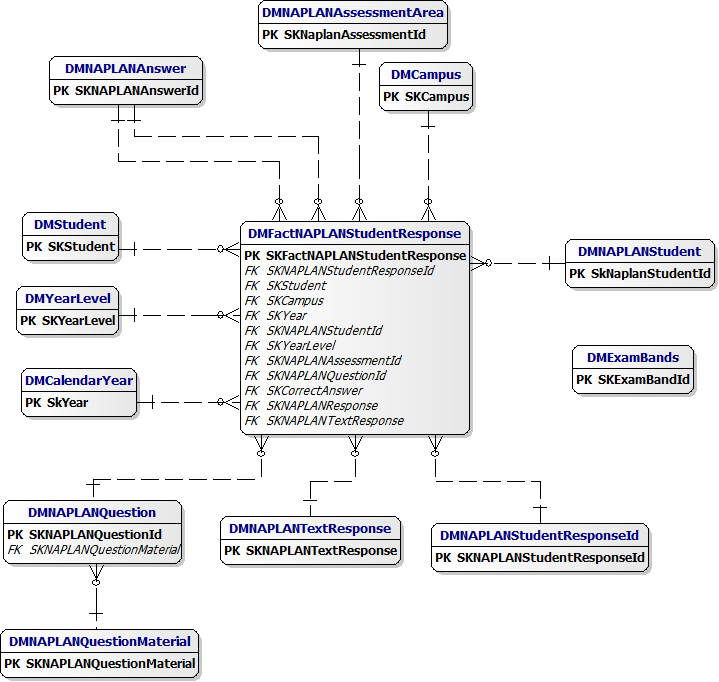 DMNAPLANAssessmentArea
PK SKNaplanAssessmentId
DMNAPLANAnswer
PK SKNAPLANAnswerId
DMCampus
PK SKCampus
DMStudent
PK SKStudent
DMFactNAPLANStudentResponse
PK SKFactNAPLANStudentResponse
FK SKNAPLANStudentResponseId
FK SKStudent
FK SKCampus
FK SKYear
FK SKNAPLANStudentId
FK SKYearLevel
FK SKNAPLANAssessmentId
FK SKNAPLANQuestionId
FK SKCorrectAnswer
FK SKNAPLANResponse
FK SKNAPLANTextResponse
DMNAPLANStudent
PK SkNaplanStudentId
DMYearLevel
PK SKYearLevel
DMExamBands
PK SKExamBandId
DMCalendarYear
PK SkYear
DMNAPLANQuestion
PK SKNAPLANQuestionId
FK SKNAPLANQuestionMaterial
DMNAPLANTextResponse
PK SKNAPLANTextResponse
DMNAPLANStudentResponseId
PK SKNAPLANStudentResponseId
DMNAPLANQuestionMaterial
PK SKNAPLANQuestionMaterial